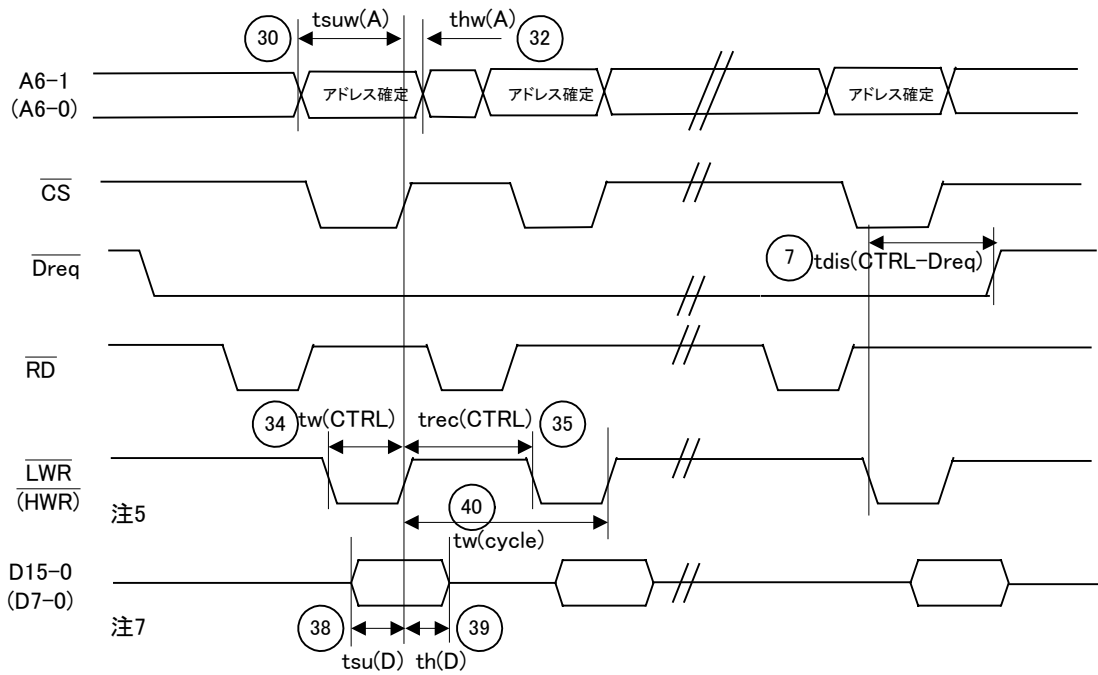 30 tsuw(A) thw(A) 32
A6-1
(A6-0)
アドレス確定 アドレス確定 アドレス確定
CS
Dreq
7 tdis(CTRL-Dreq)
RD
34 tw(CTRL) trec(CTRL) 35
LWR
(HWR)
注5
40
tw(cycle)
D15-0
(D7-0)
注7
38 39
tsu(D) th(D)